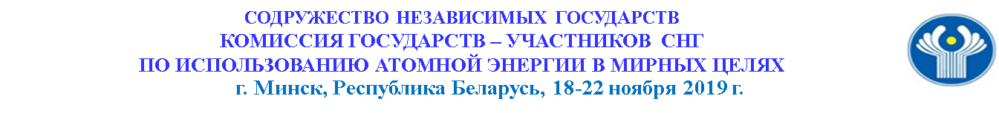 СОДРУЖЕСТВО НЕЗАВИСИМЫХ ГОСУДАРСТВ
КОМИССИЯ ГОСУДАРСТВ – УЧАСТНИКОВ СНГ
ПО ИСПОЛЬЗОВАНИЮ АТОМНОЙ ЭНЕРГИИ В МИРНЫХ ЦЕЛЯХ
г. Минск, Республика Беларусь, 18-22 ноября 2019 г.